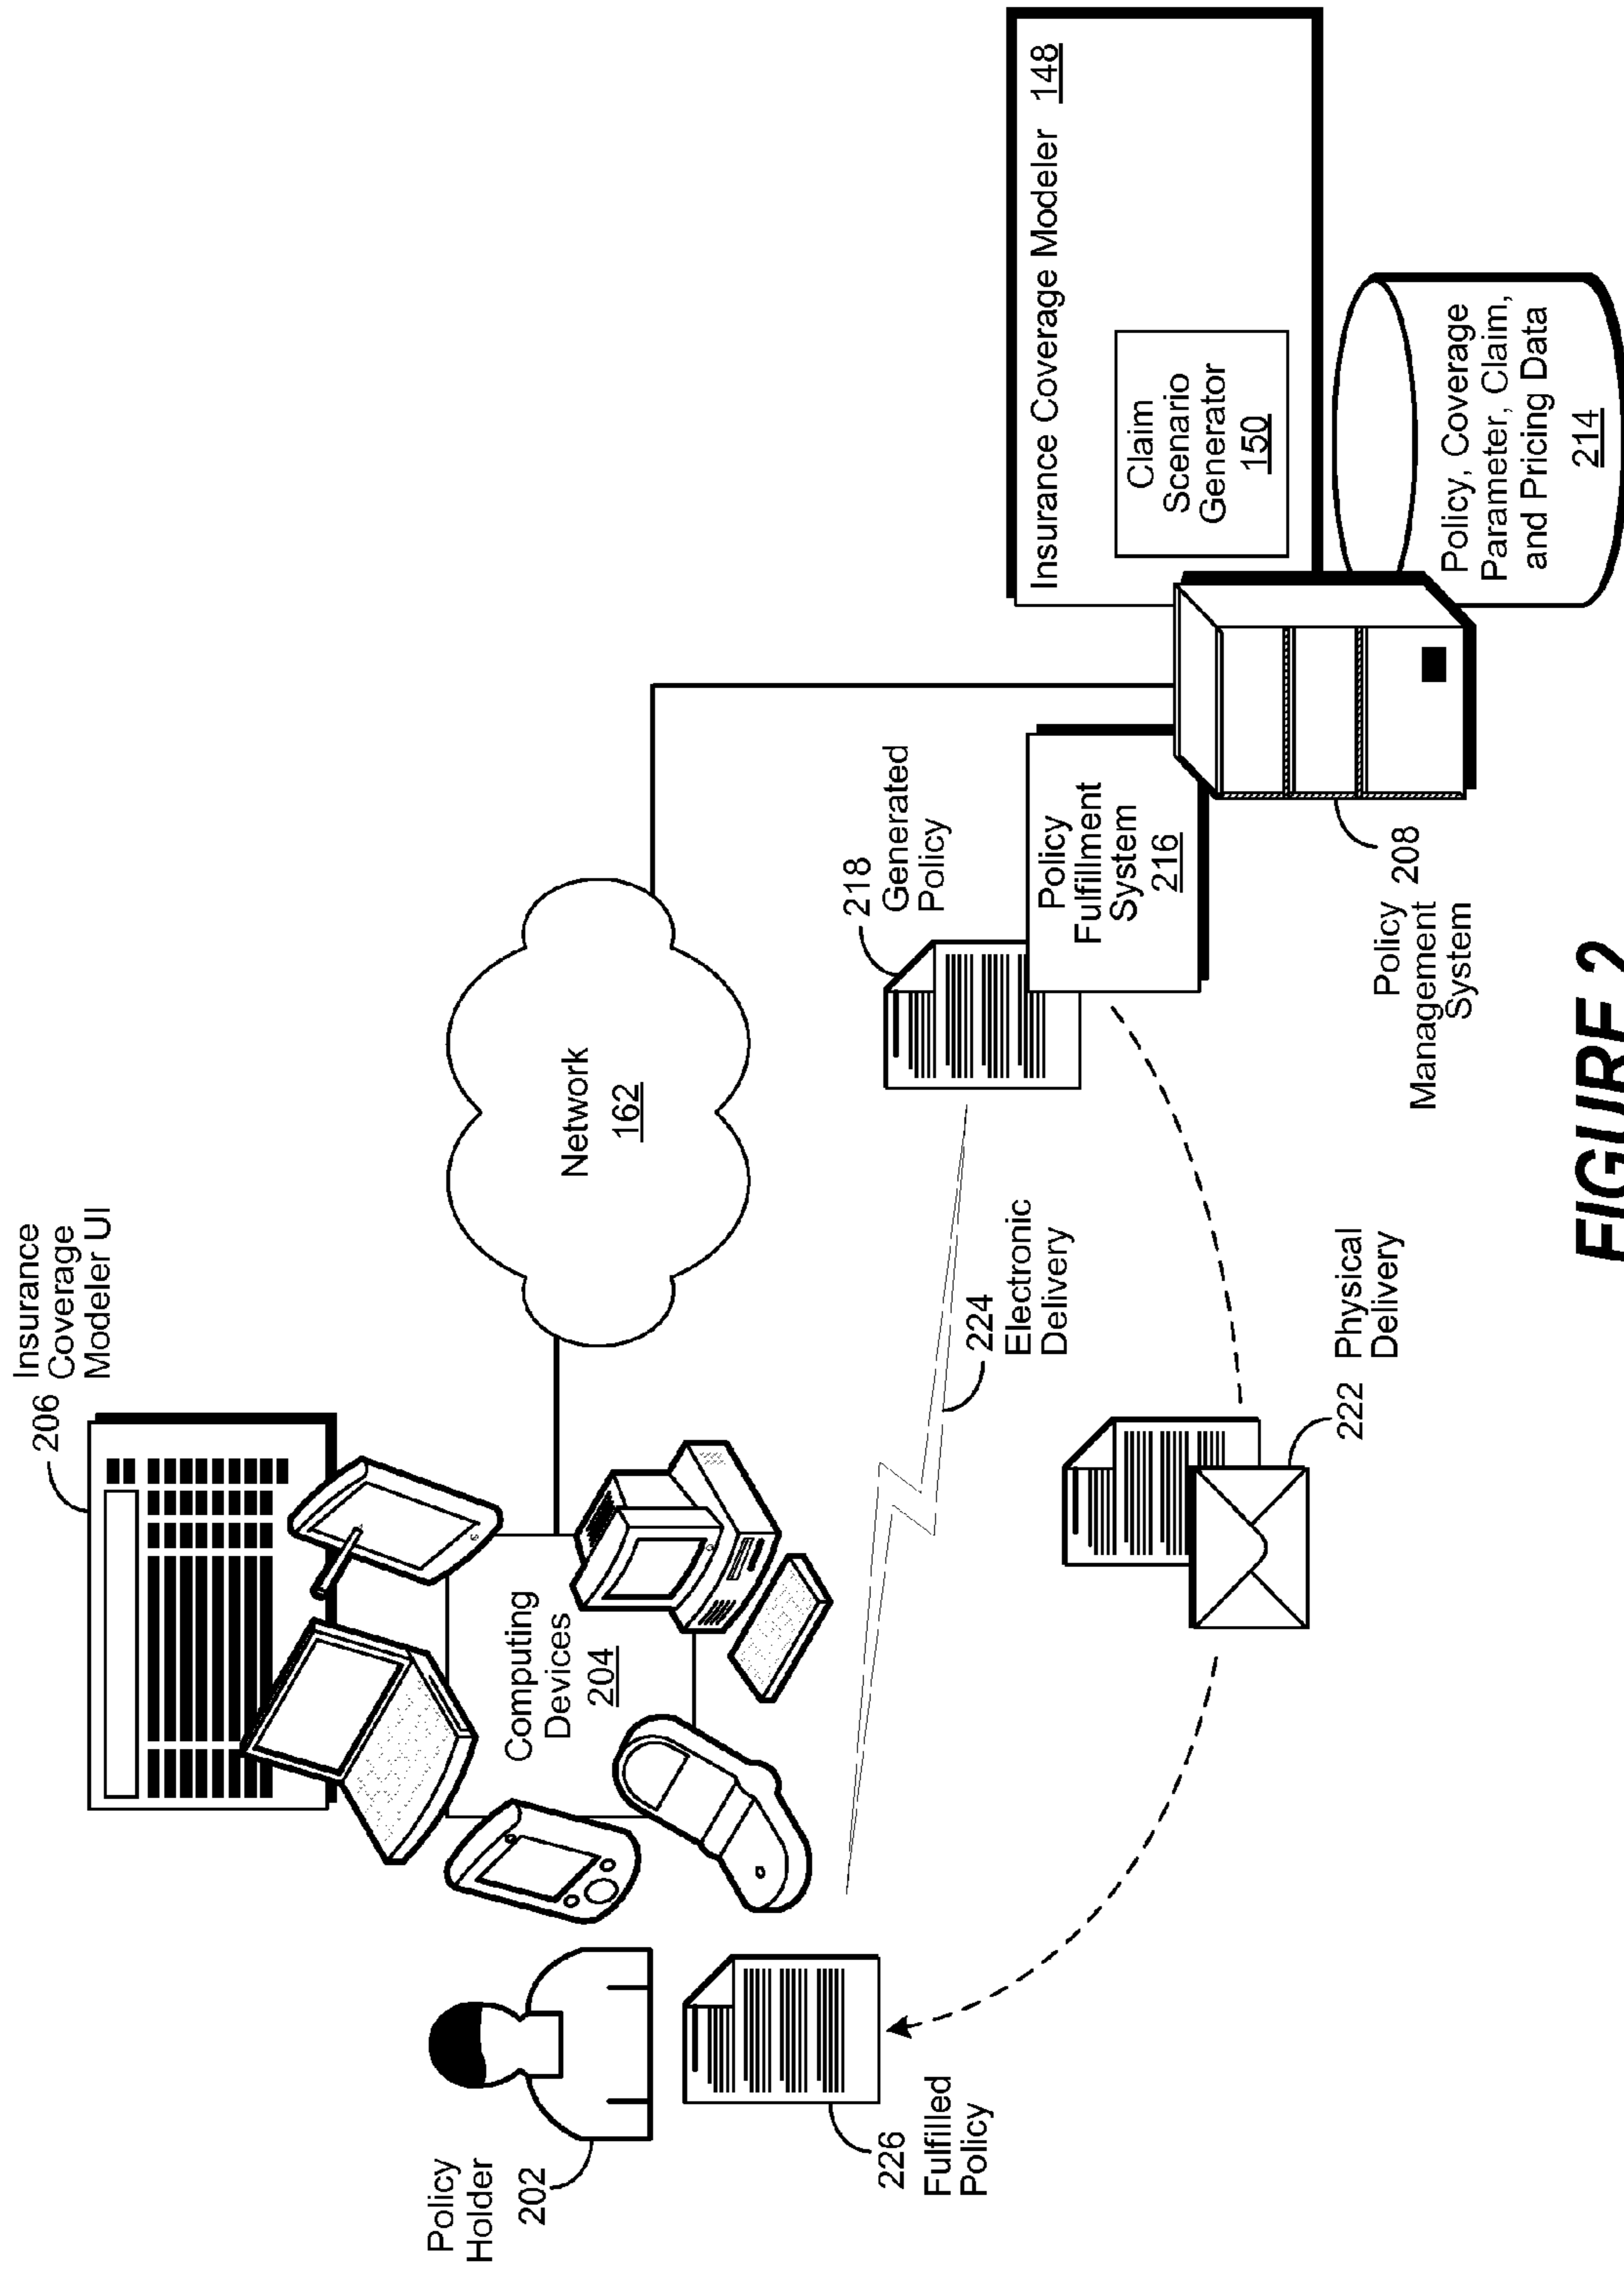 206
Insurance
Coverage
Modeler UI
Policy
Holder
202
Computing
Devices
204
Network
162
226
Fulfilled
Policy
224
Electronic
Delivery
218
Generated
Policy
Insurance Coverage Modeler 148
Claim
Scenario
Generator
150
Policy
Fulfillment
System
216
222
Physical
Delivery
Policy 208
Management
System
Policy, Coverage
Parameter, Claim,
and Pricing Data
214
FIGURE 2